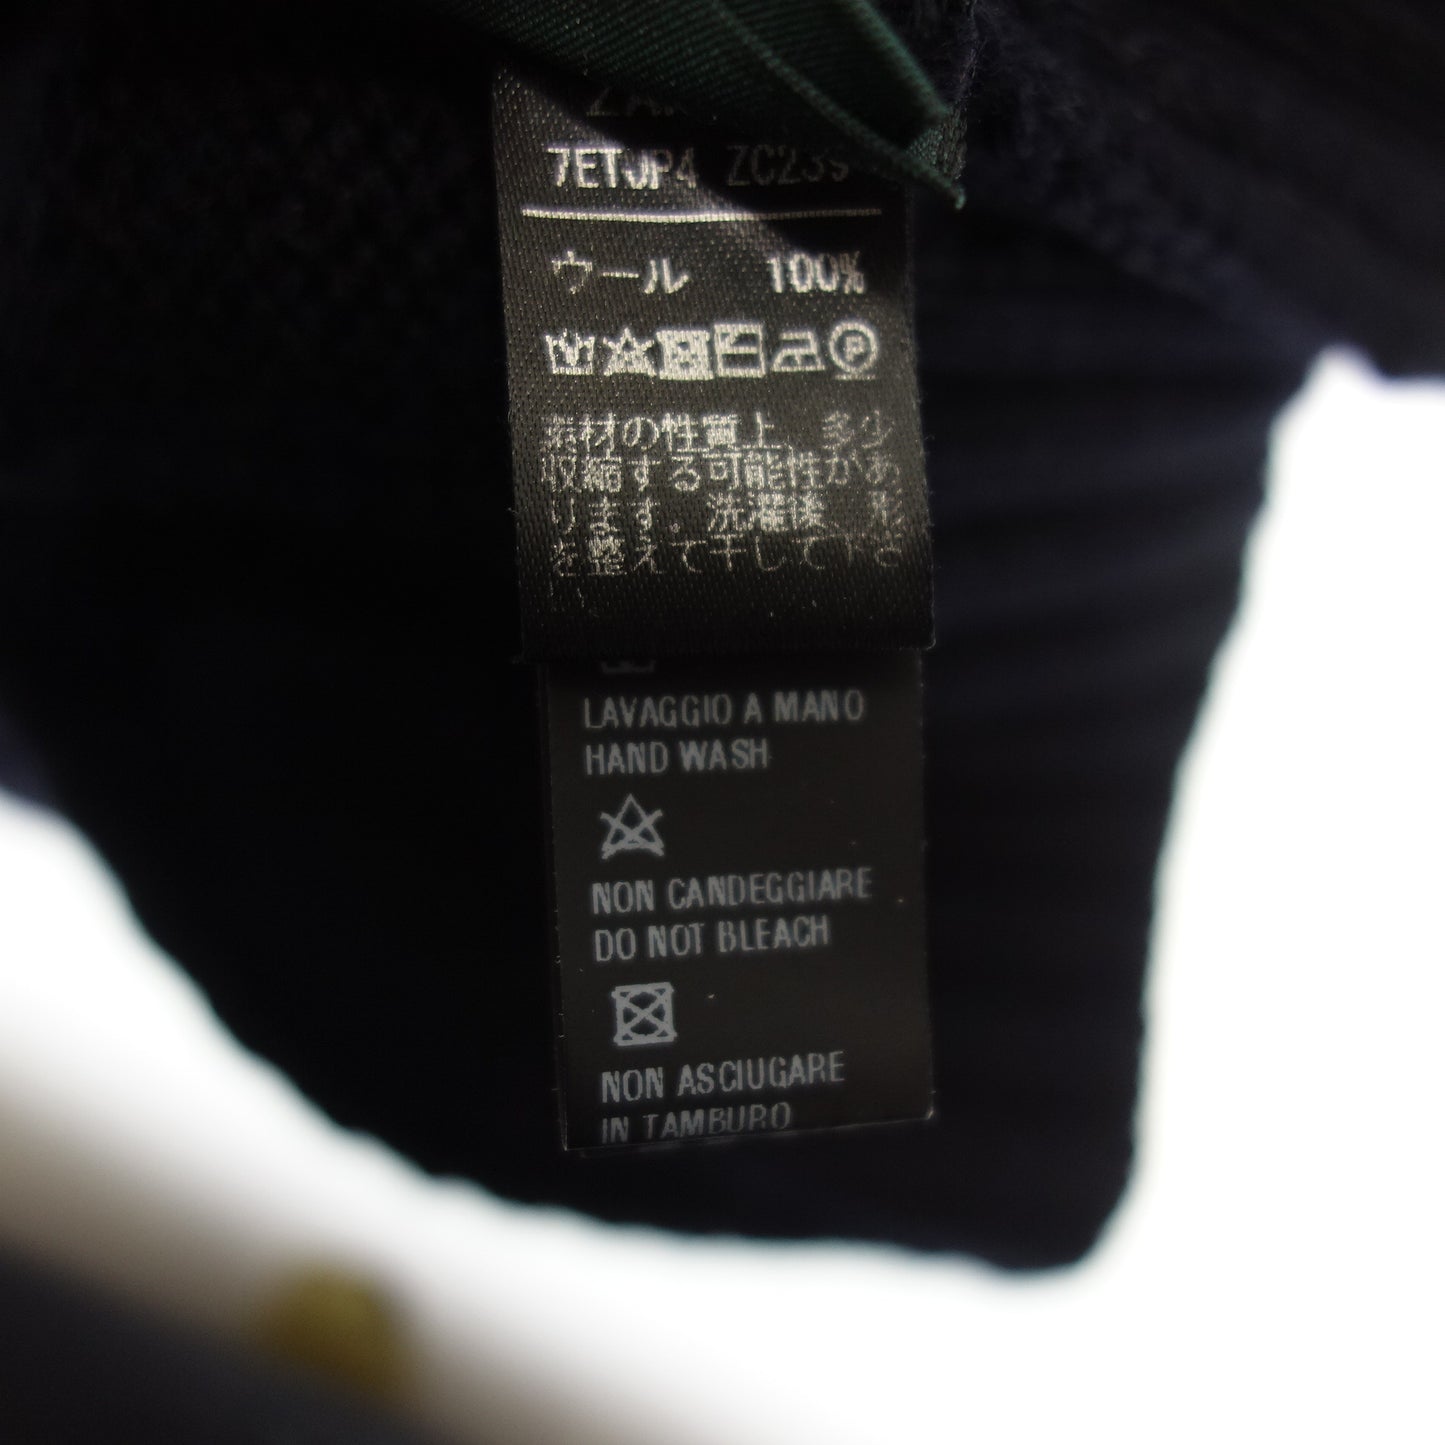 7ETJP4 ZC239
ウール 100%
P
素材の性質上、多少
収縮する可能性があ
ります。洗濯後、形
を整えて干して下さ
い
LAVAGGIO A MANO
HAND WASH
NON CANDEGGIARE
DO NOT BLEACH
NON ASCIUGARE
IN TAMBURO